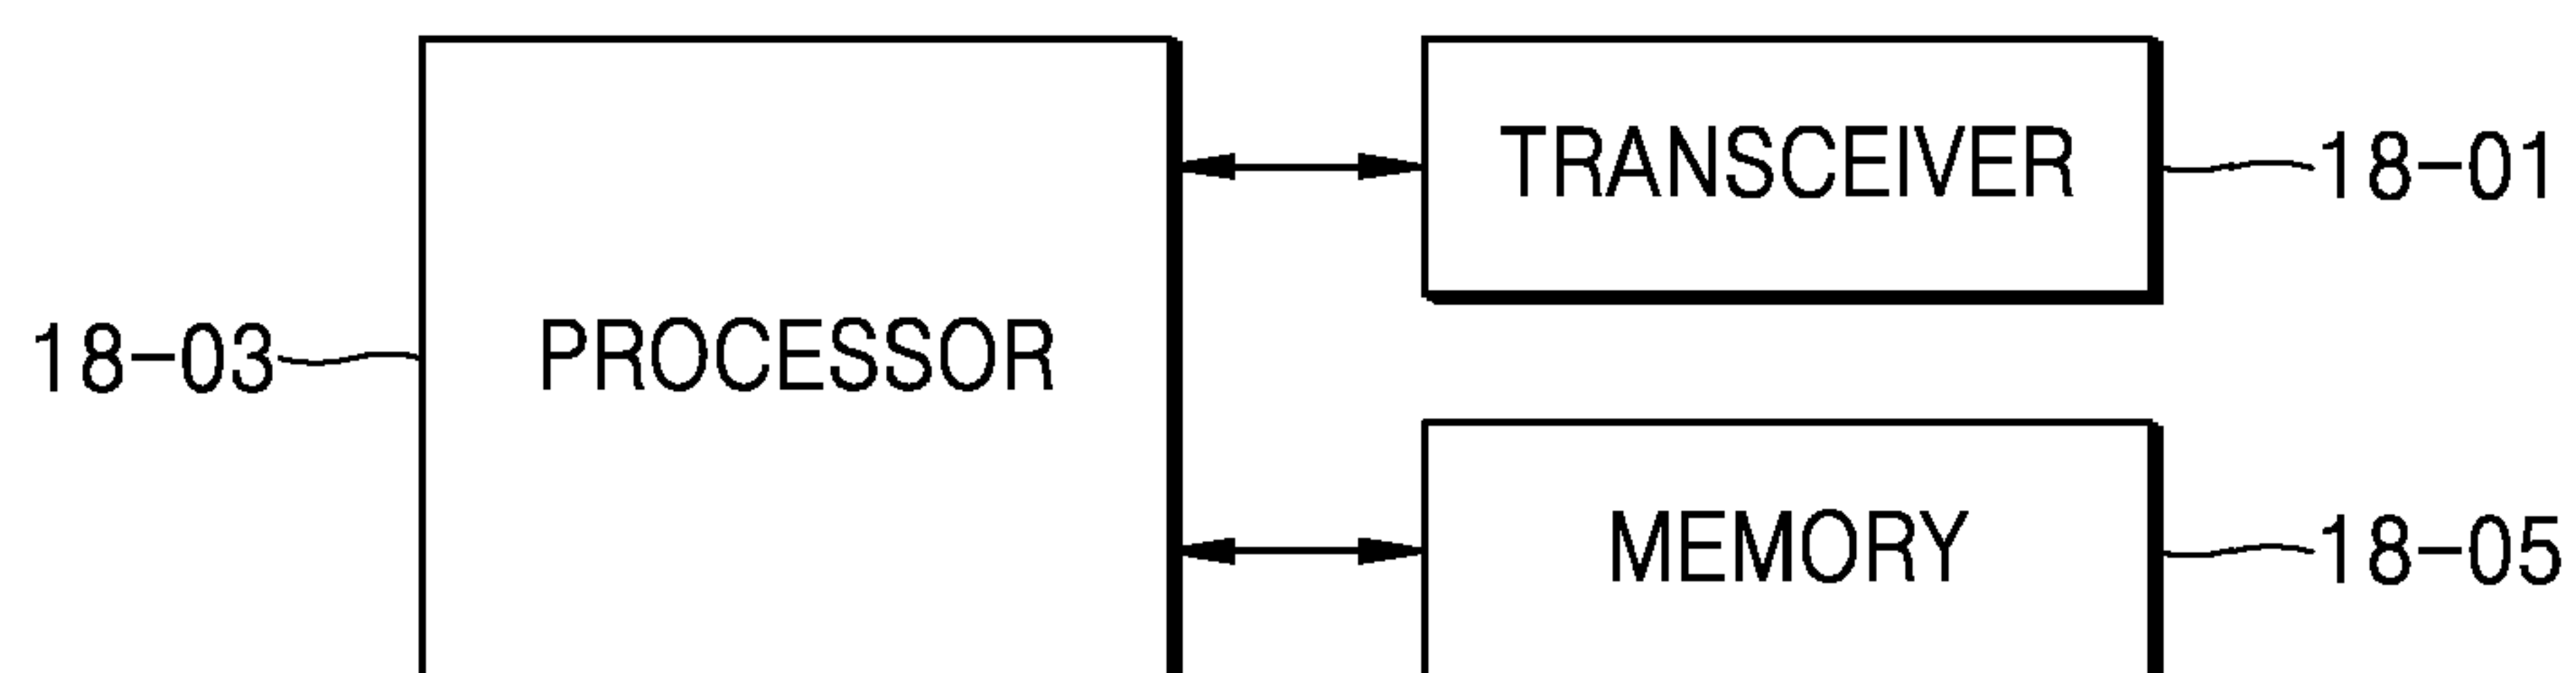 TRANSCEIVER
18-01
18-03
PROCESSOR
MEMORY
18-05